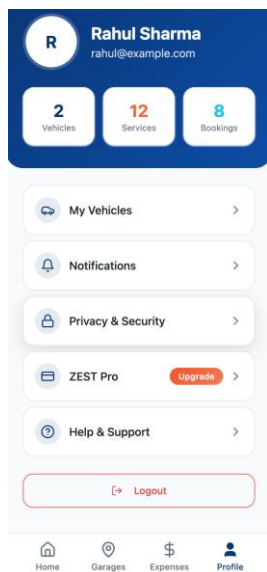 R
Rahul Sharma
rahul@example.com
2
Vehicles
12
Services
8
Bookings
My Vehicles
Notifications
Privacy & Security
ZEST Pro
Upgrade
Help & Support
Logout
Home
Garages
Expenses
Profile